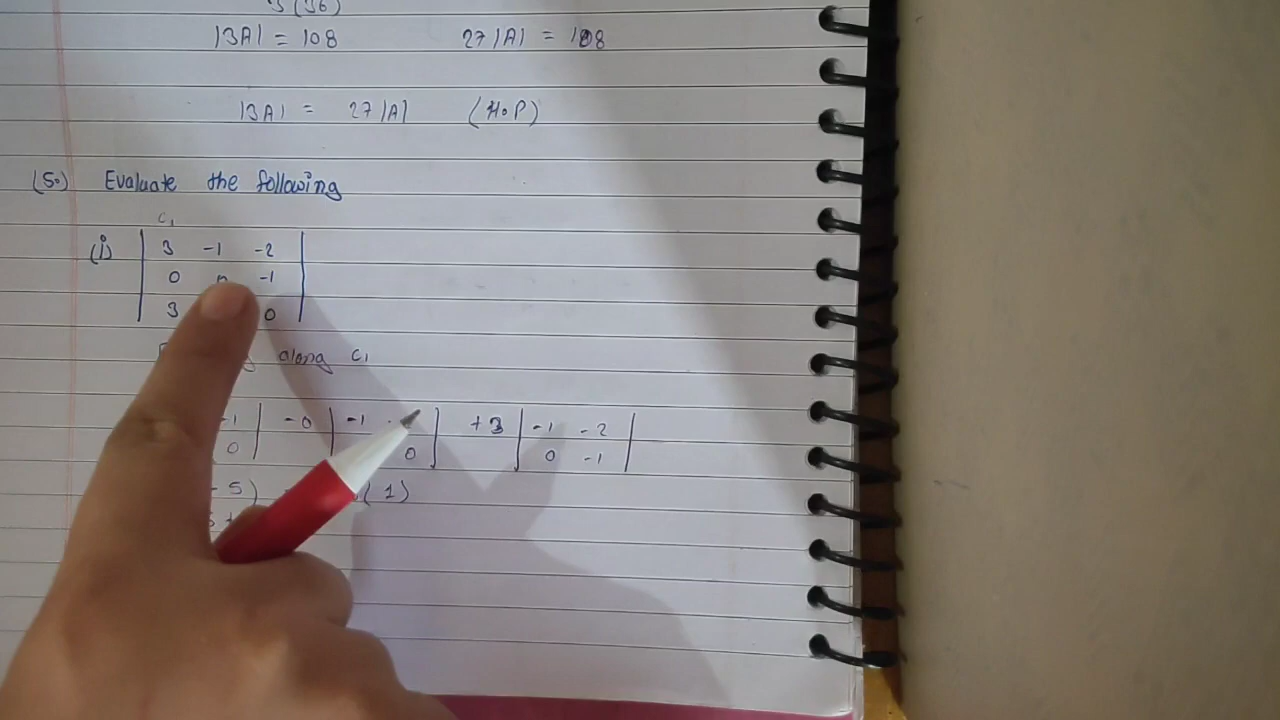 |3A| = 108 27|A| = 108
|3A| = 27|A| (H.P)
(5.) Evaluate the following
C₁
(i) | 3 -1 -2 |
| 0 -1 |
| 3 0 |
along C₁
-1 | -0 | -1 | +3 | -1 -2 |
0 | 0 | | 0 -1 |
- 5) ( 1 )